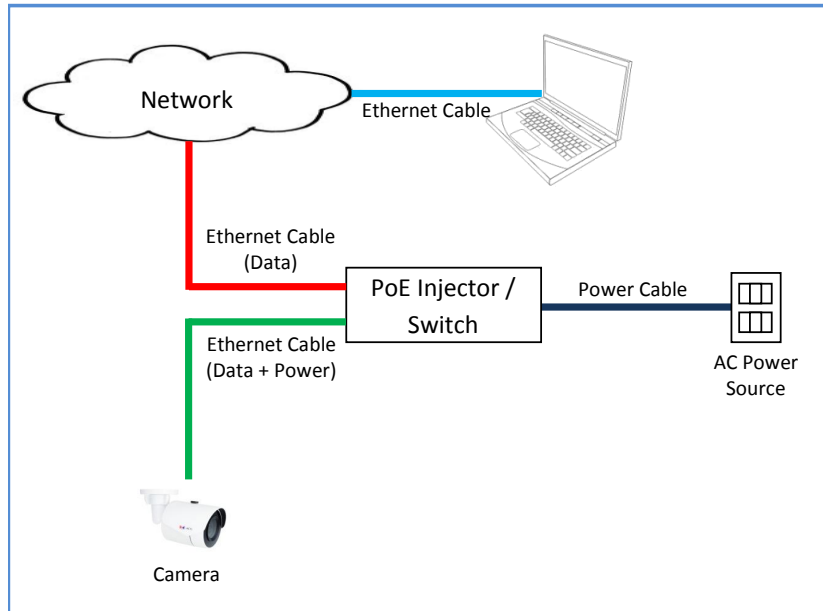 Network
Ethernet Cable
Ethernet Cable
(Data)
PoE Injector /
Switch
Power Cable
Ethernet Cable
(Data + Power)
AC Power
Source
Camera